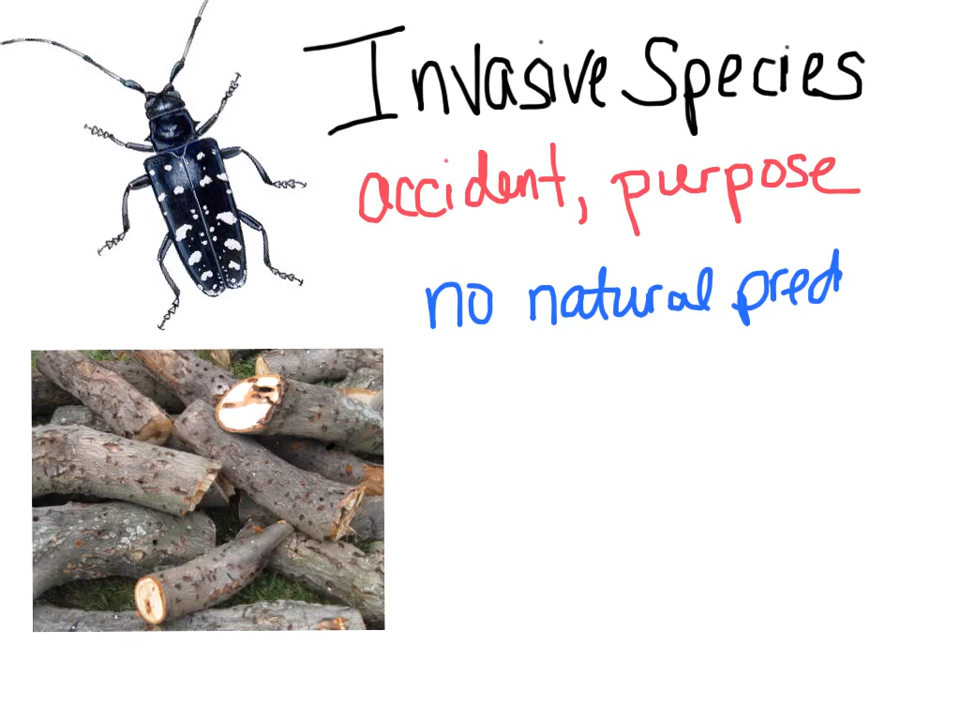 Invasive Species
accident, purpose
no natural pred